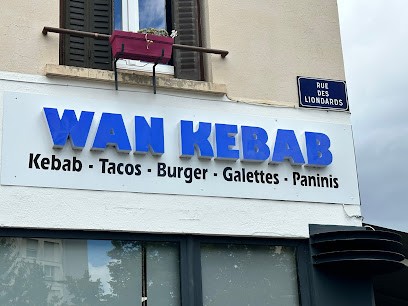 RUE
DES
LIONDARDS
WAN KEBAB
Kebab - Tacos - Burger - Galettes - Paninis